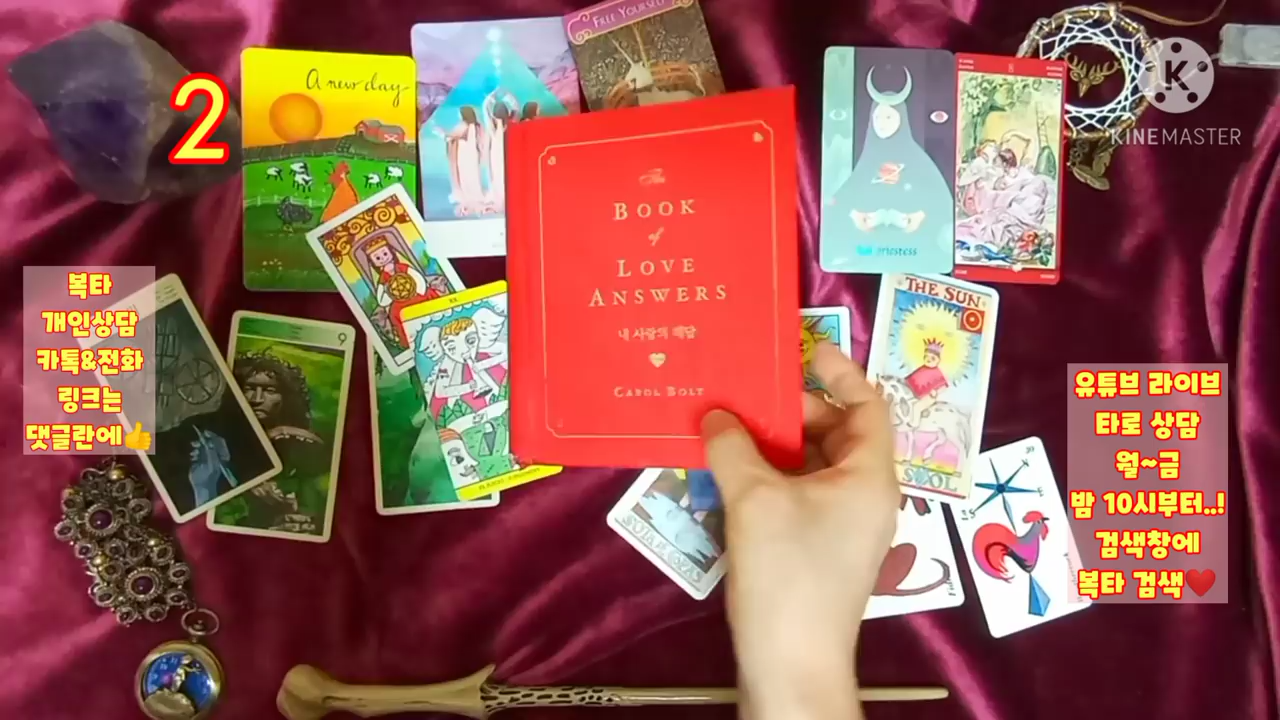 2
A new day
FREE YOURSELF
The
BOOK
of
LOVE
ANSWERS
내 사랑의 해답
CAROL BOLT
priestess
KINEMASTER
THE SUN
SOOL
XX
9
복타
개인상담
카톡&전화
링크는
댓글란에👍
유튜브 라이브
타로 상담
월~금
밤 10시부터..!
검색창에
복타 검색❤️